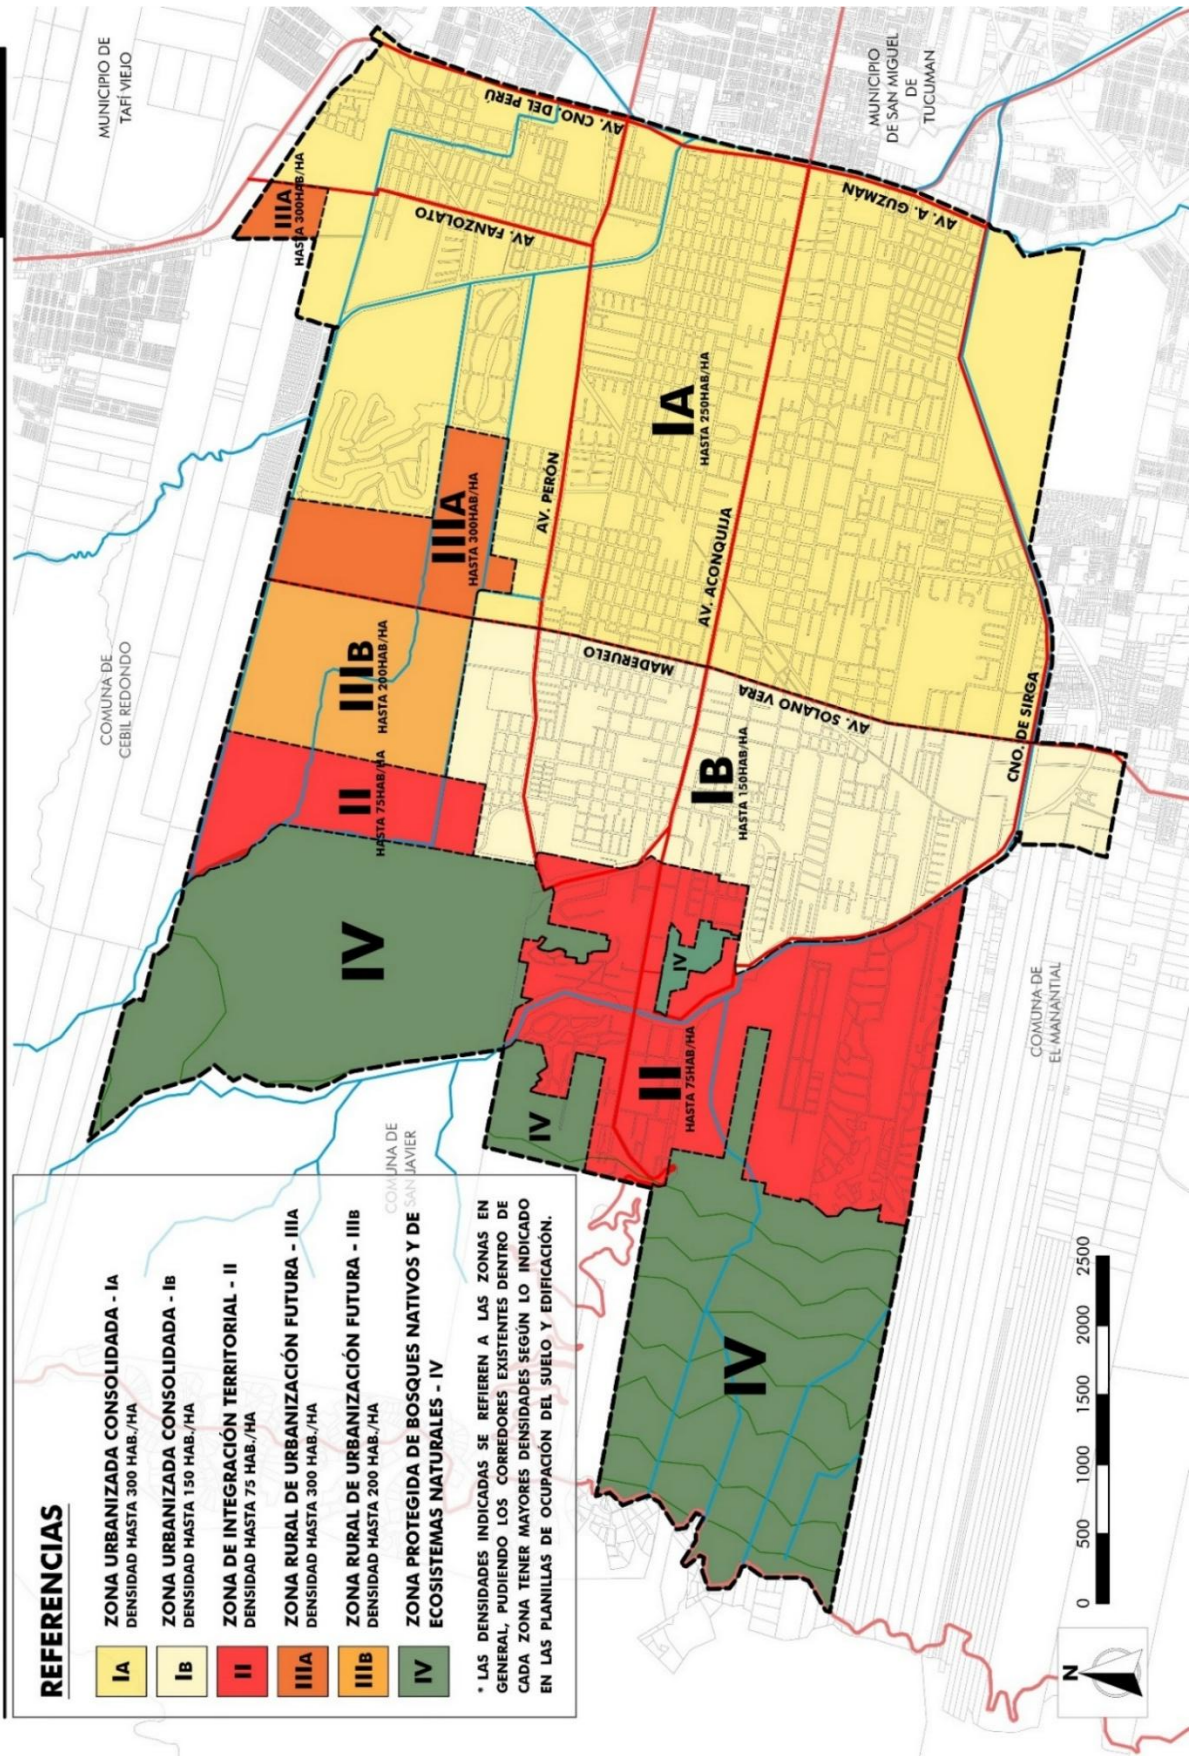 REFERENCIAS
IA
ZONA URBANIZADA CONSOLIDADA - IA
DENSIDAD HASTA 300 HAB./HA
IB
ZONA URBANIZADA CONSOLIDADA - IB
DENSIDAD HASTA 150 HAB./HA
II
ZONA DE INTEGRACIÓN TERRITORIAL - II
DENSIDAD HASTA 75 HAB./HA
IIIA
ZONA RURAL DE URBANIZACIÓN FUTURA - IIIA
DENSIDAD HASTA 300 HAB./HA
IIIB
ZONA RURAL DE URBANIZACIÓN FUTURA - IIIB
DENSIDAD HASTA 200 HAB./HA
IV
ZONA PROTEGIDA DE BOSQUES NATIVOS Y DE
ECOSISTEMAS NATURALES - IV
* LAS DENSIDADES INDICADAS SE REFIEREN A LAS ZONAS EN
GENERAL, PUDIENDO LOS CORREDORES EXISTENTES DENTRO DE
CADA ZONA TENER MAYORES DENSIDADES SEGÚN LO INDICADO
EN LAS PLANILLAS DE OCUPACIÓN DEL SUELO Y EDIFICACIÓN.
COMUNA DE
SAN JAVIER
COMUNA DE
CEBIL REDONDO
MUNICIPIO DE
TAFÍ VIEJO
IIIA
HASTA 300HAB/HA
AV. CNO. DEL PERÚ
AV. FANZOLATO
IV
II
HASTA 75HAB/HA
IIIB
HASTA 200HAB/HA
IIIA
HASTA 300HAB/HA
AV. PERÓN
IV
IV
II
HASTA 75HAB/HA
IB
HASTA 150HAB/HA
MADERUELO
AV. SOLANO VERA
AV. ACONQUIJA
IA
HASTA 250HAB/HA
AV. A. GUZMÁN
MUNICIPIO
DE SAN MIGUEL
DE
TUCUMAN
IV
CNO. DE SIRGA
COMUNA DE
EL MANANTIAL
N
0 500 1000 1500 2000 2500